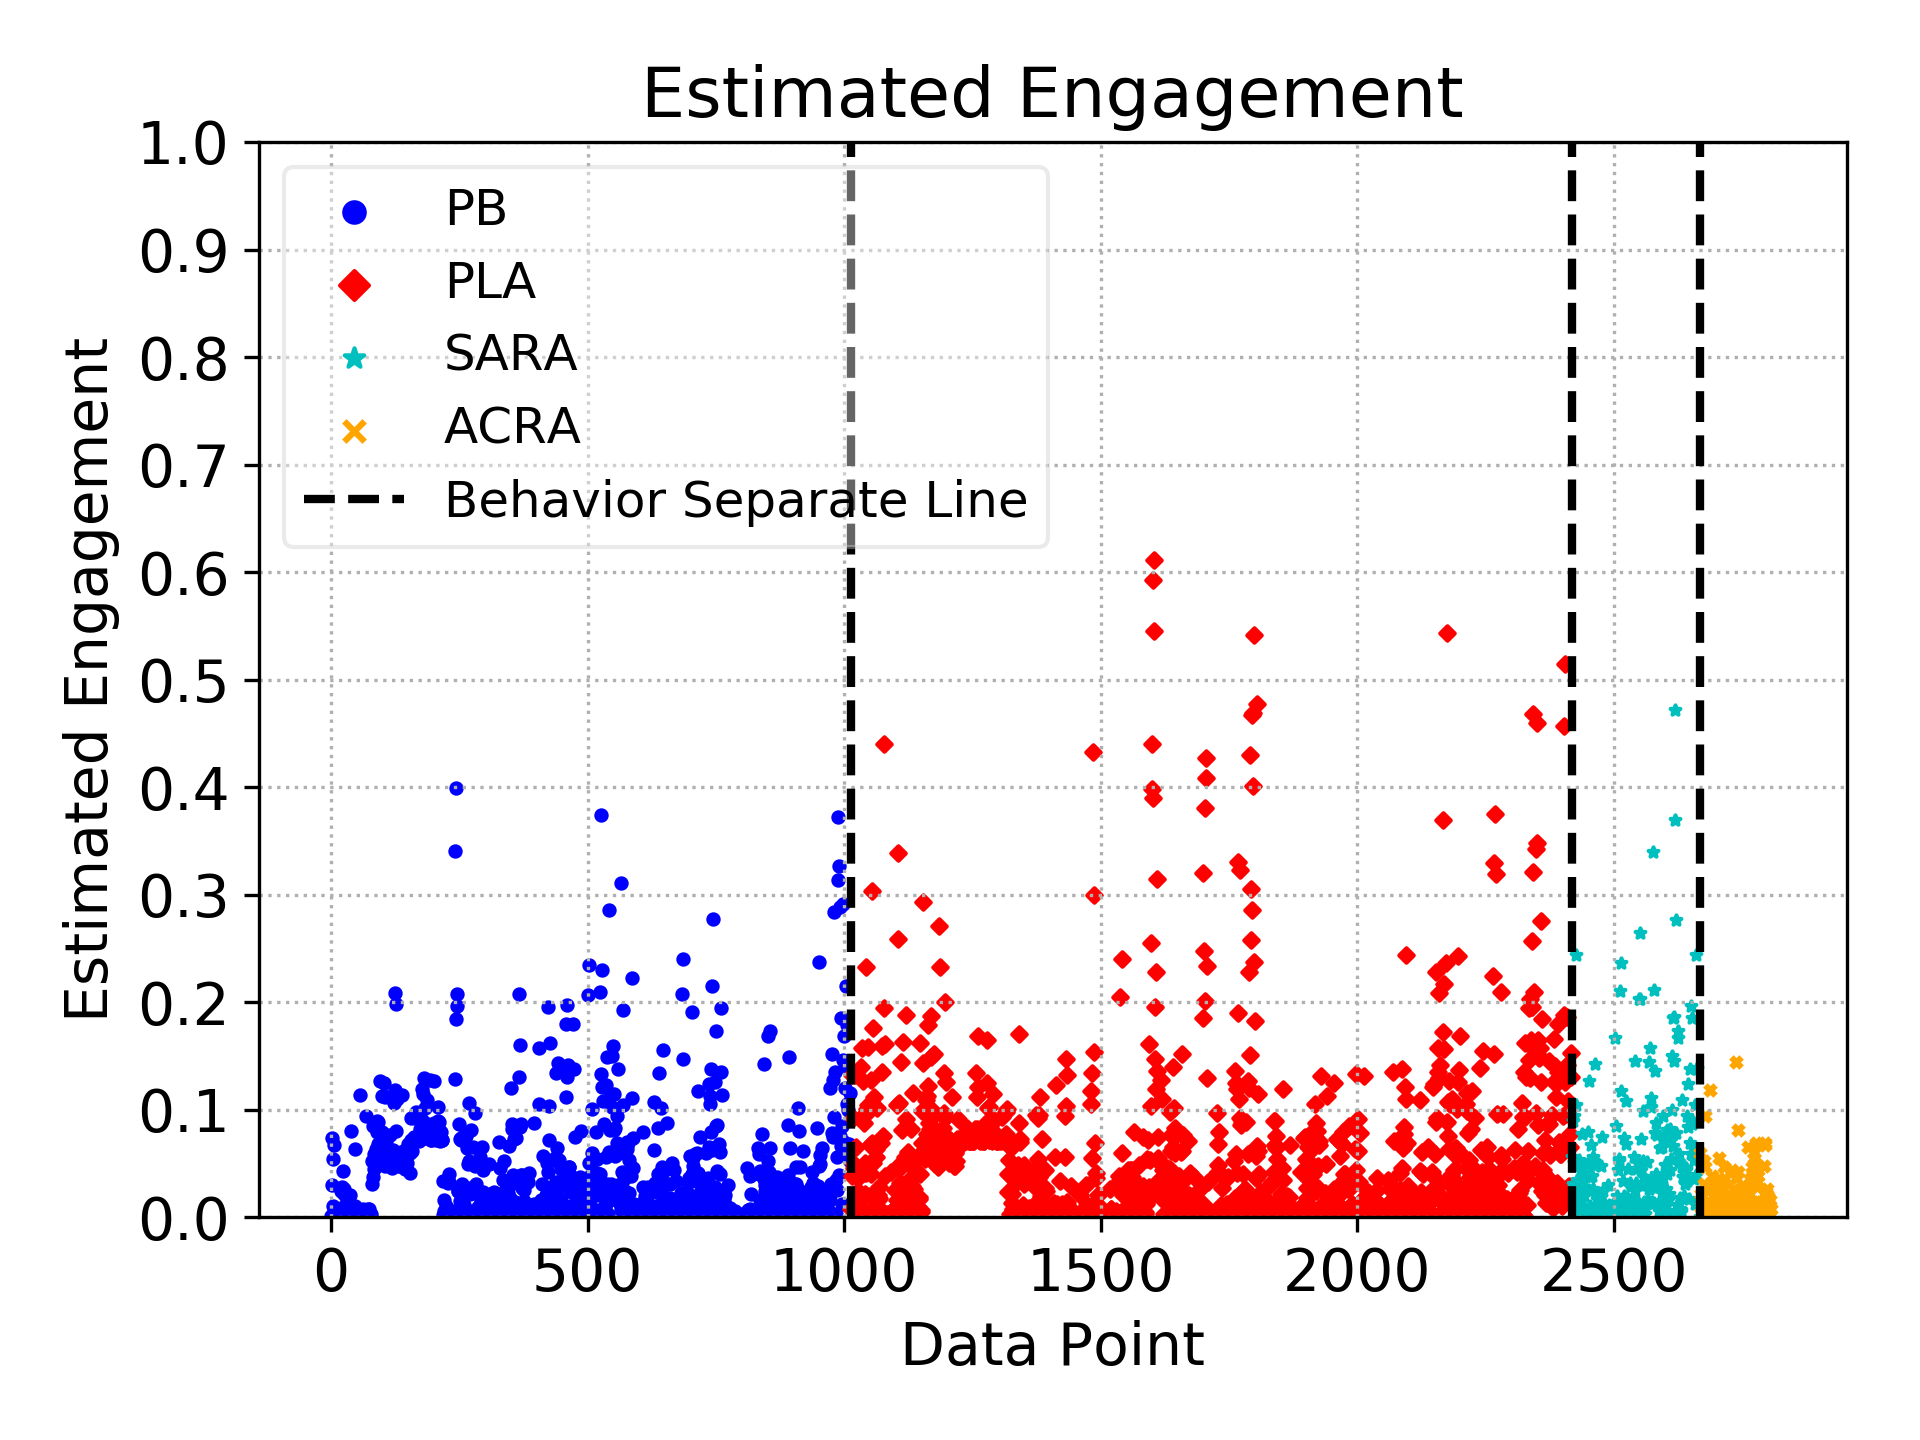 Estimated Engagement
1.0
0.9
0.8
0.7
0.6
0.5
0.4
0.3
0.2
0.1
0.0
Estimated Engagement
PB
PLA
SARA
ACRA
Behavior Separate Line
0 500 1000 1500 2000 2500
Data Point